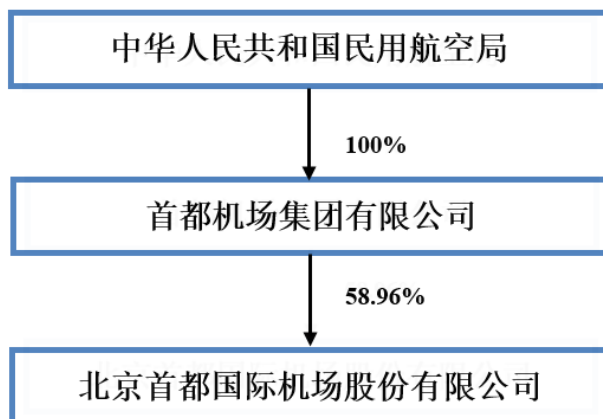 中华人民共和国民用航空局
100%
首都机场集团有限公司
58.96%
北京首都国际机场股份有限公司